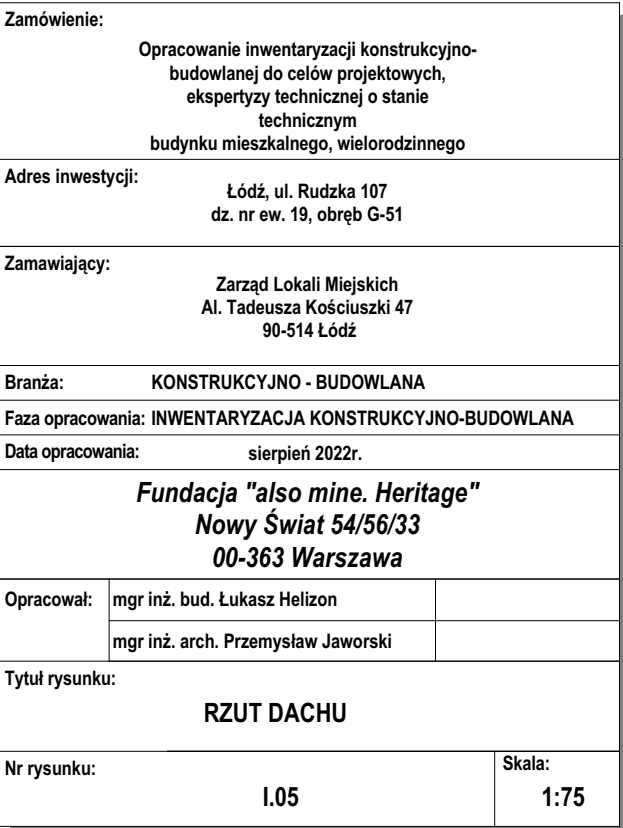 Zamówienie:
Opracowanie inwentaryzacji konstrukcyjno-
budowlanej do celów projektowych,
ekspertyzy technicznej o stanie
technicznym
budynku mieszkalnego, wielorodzinnego
Adres inwestycji:
Łódź, ul. Rudzka 107
dz. nr ew. 19, obręb G-51
Zamawiający:
Zarząd Lokali Miejskich
Al. Tadeusza Kościuszki 47
90-514 Łódź
Branża: KONSTRUKCYJNO - BUDOWLANA
Faza opracowania: INWENTARYZACJA KONSTRUKCYJNO-BUDOWLANA
Data opracowania: sierpień 2022r.
Fundacja "also mine. Heritage"
Nowy Świat 54/56/33
00-363 Warszawa
Opracował: mgr inż. bud. Łukasz Helizon
mgr inż. arch. Przemysław Jaworski
Tytuł rysunku:
RZUT DACHU
Nr rysunku: Skala:
I.05 1:75